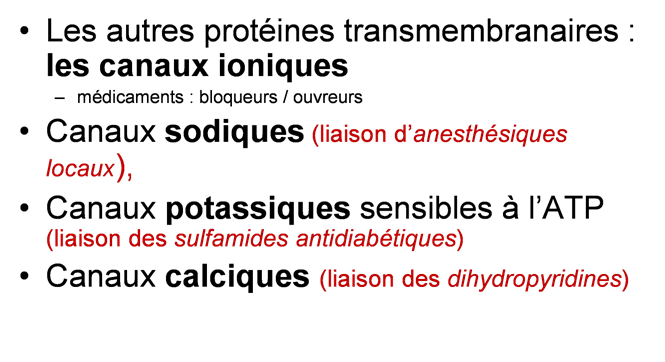 • Les autres protéines transmembranaires :
les canaux ioniques
– médicaments : bloqueurs / ouvreurs
• Canaux sodiques (liaison d’anesthésiques
locaux),
• Canaux potassiques sensibles à l’ATP
(liaison des sulfamides antidiabétiques)
• Canaux calciques (liaison des dihydropyridines)